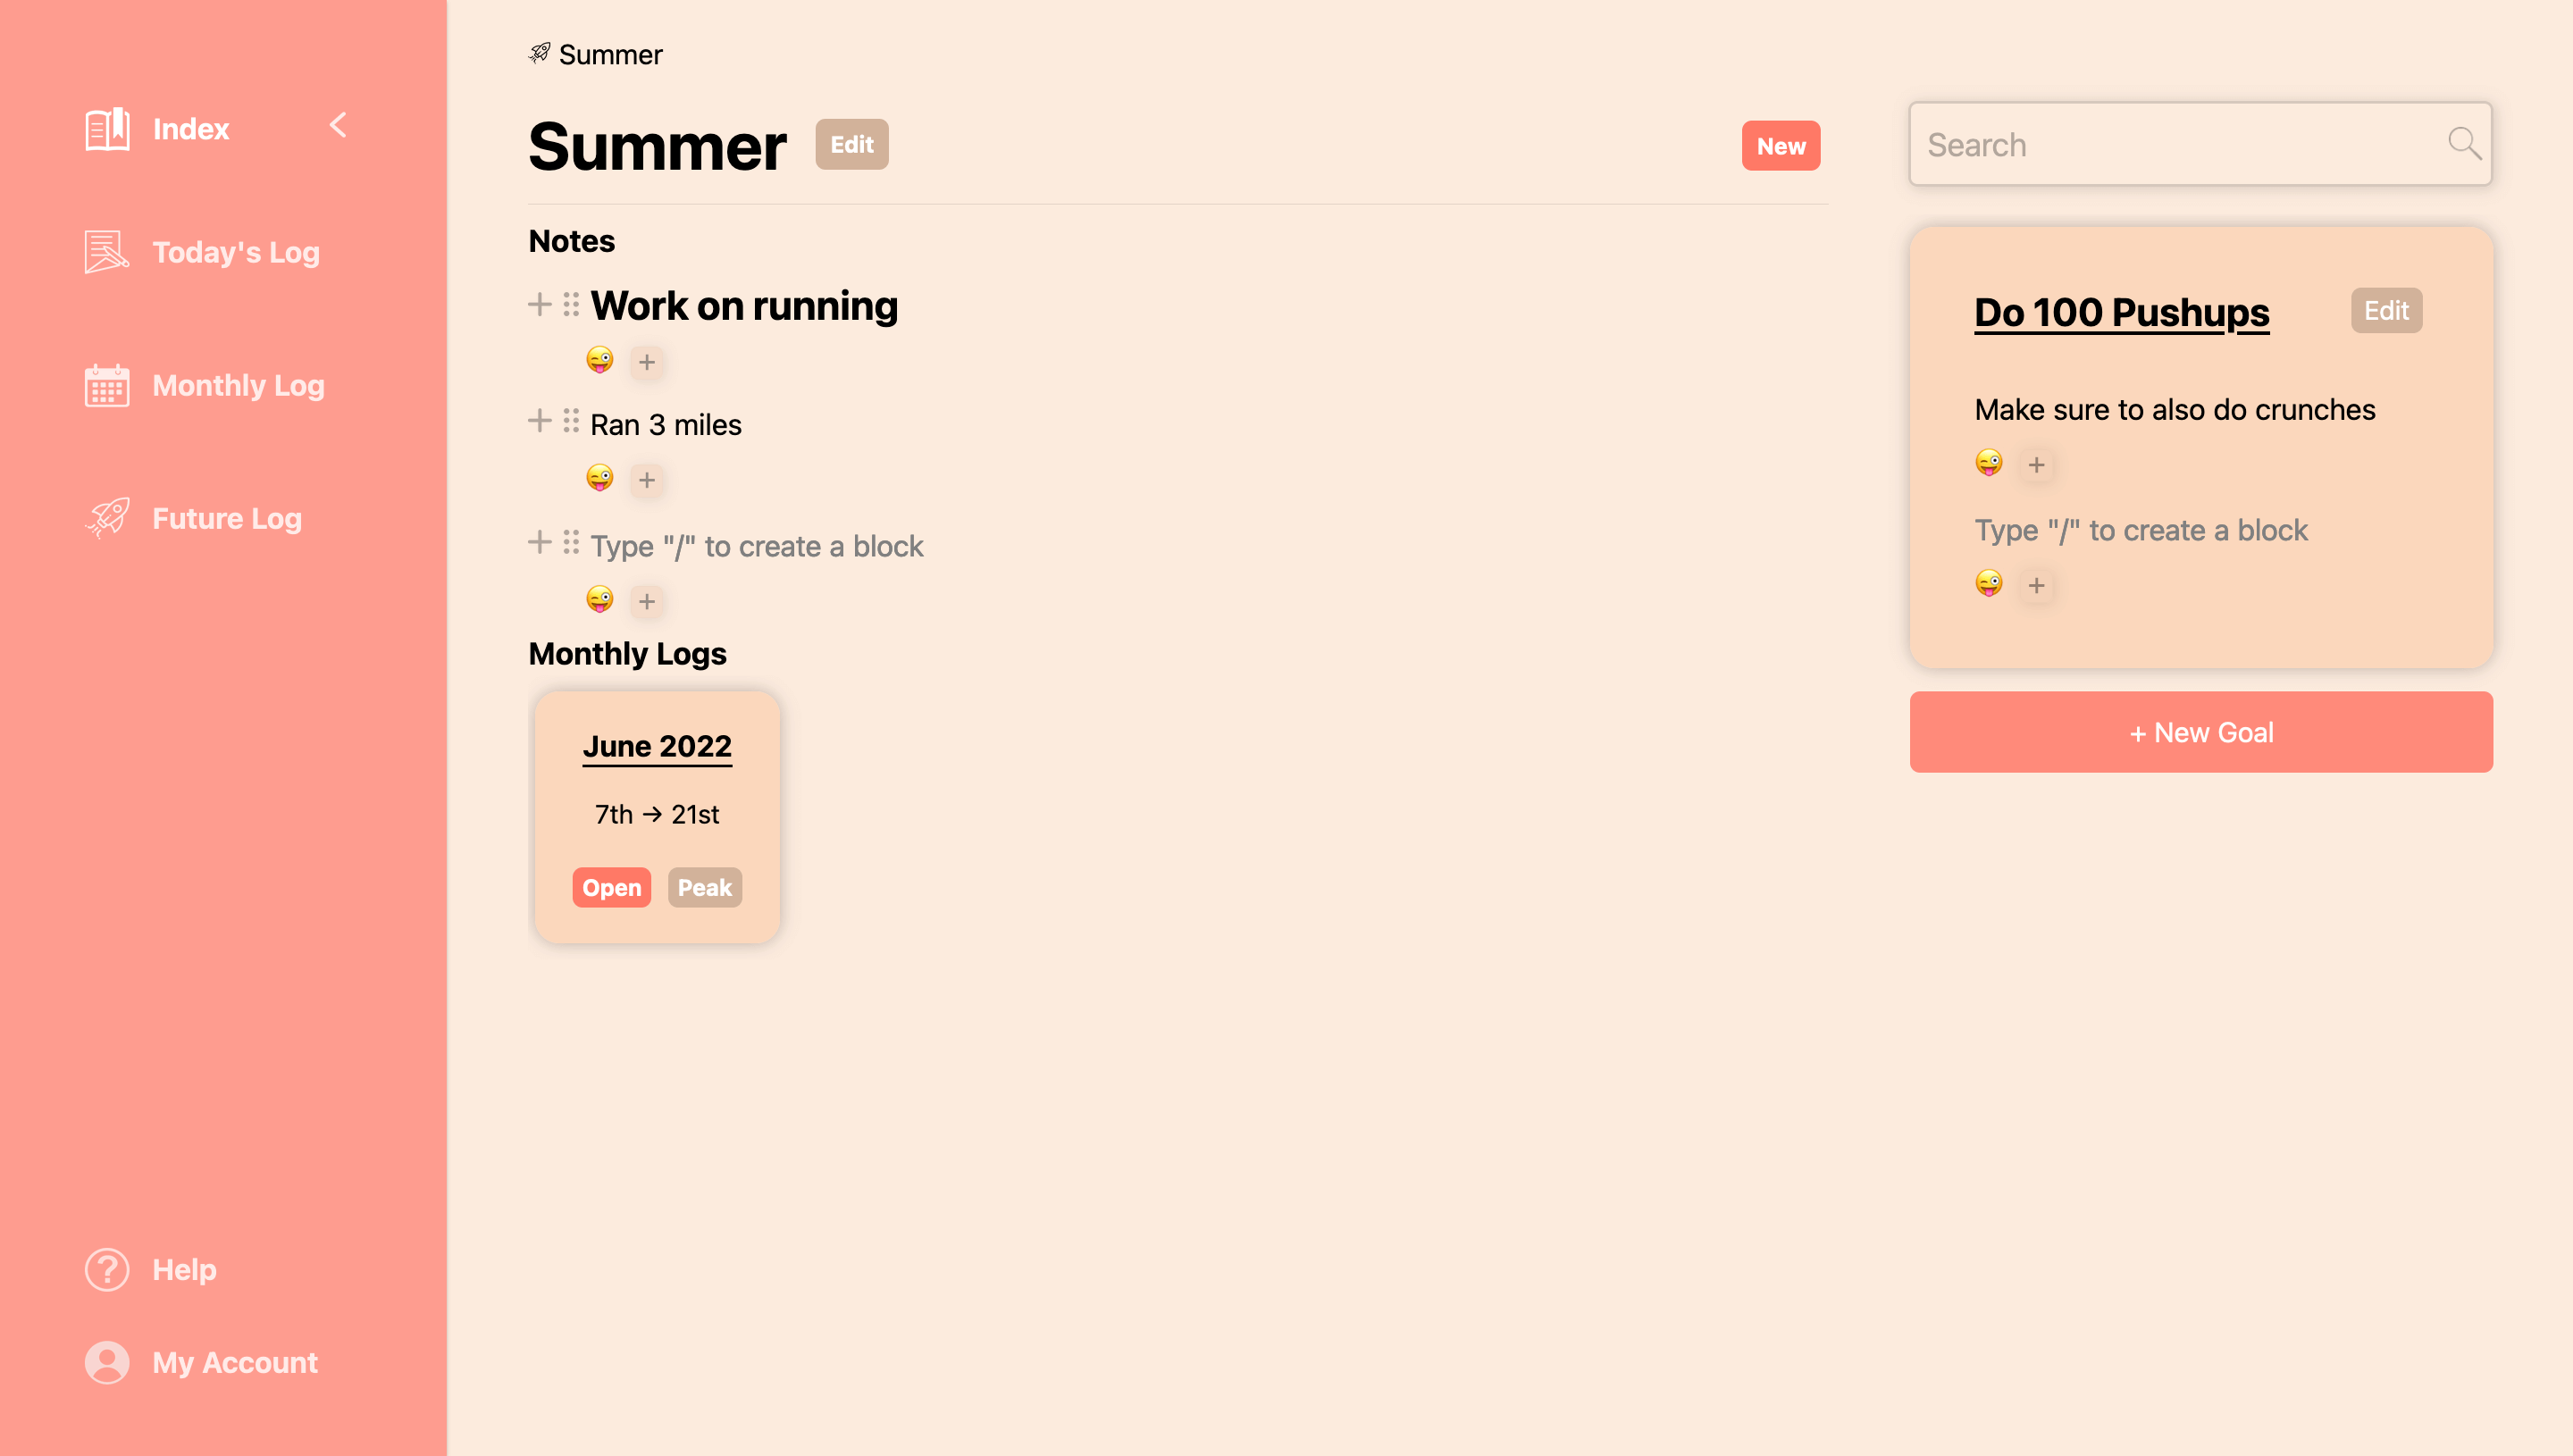 Index
Today's Log
Monthly Log
Future Log
Help
My Account
Summer
Summer
Edit
New
Notes
Work on running
Ran 3 miles
Type "/" to create a block
Monthly Logs
June 2022
7th → 21st
Open
Peak
Search
Do 100 Pushups
Edit
Make sure to also do crunches
Type "/" to create a block
+ New Goal